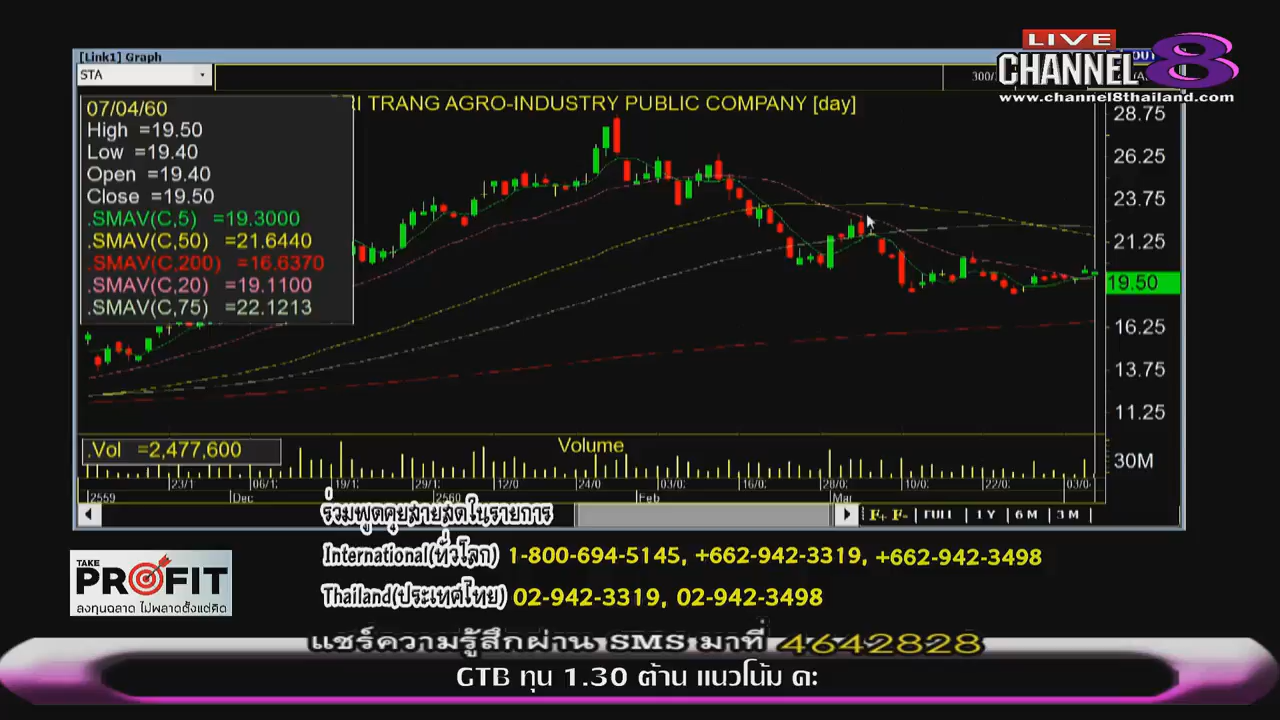 LIVE
CHANNEL 8
www.channel8thailand.com
[Link1] Graph
STA
300/
07/04/60
High =19.50
Low =19.40
Open =19.40
Close =19.50
.SMAV(C,5) =19.3000
.SMAV(C,50) =21.6440
.SMAV(C,200) =16.6370
.SMAV(C,20) =19.1100
.SMAV(C,75) =22.1213
RI TRANG AGRO-INDUSTRY PUBLIC COMPANY [day]
28.75
26.25
23.75
21.25
19.50
16.25
13.75
11.25
.Vol =2,477,600
Volume
30M
23/1 06/1 19/1 29/1 12/0 24/0 03/0 16/0 28/0 10/0 22/0 03/0
2559 Dec 2560 Feb Mar
F+ F- FULL 1 Y 6 M 3 M
ร่วมพูดคุยสายสดในรายการ
International(ทั่วโลก) 1-800-694-5145, +662-942-3319, +662-942-3498
Thailand(ประเทศไทย) 02-942-3319, 02-942-3498
TAKE PROFIT
ลงทุนฉลาด ไม่พลาดตั้งแต่คิด
แชร์ความรู้สึกผ่าน SMS มาที่ 4642828
GTB ทุน 1.30 ต้าน แนวโน้ม คะ